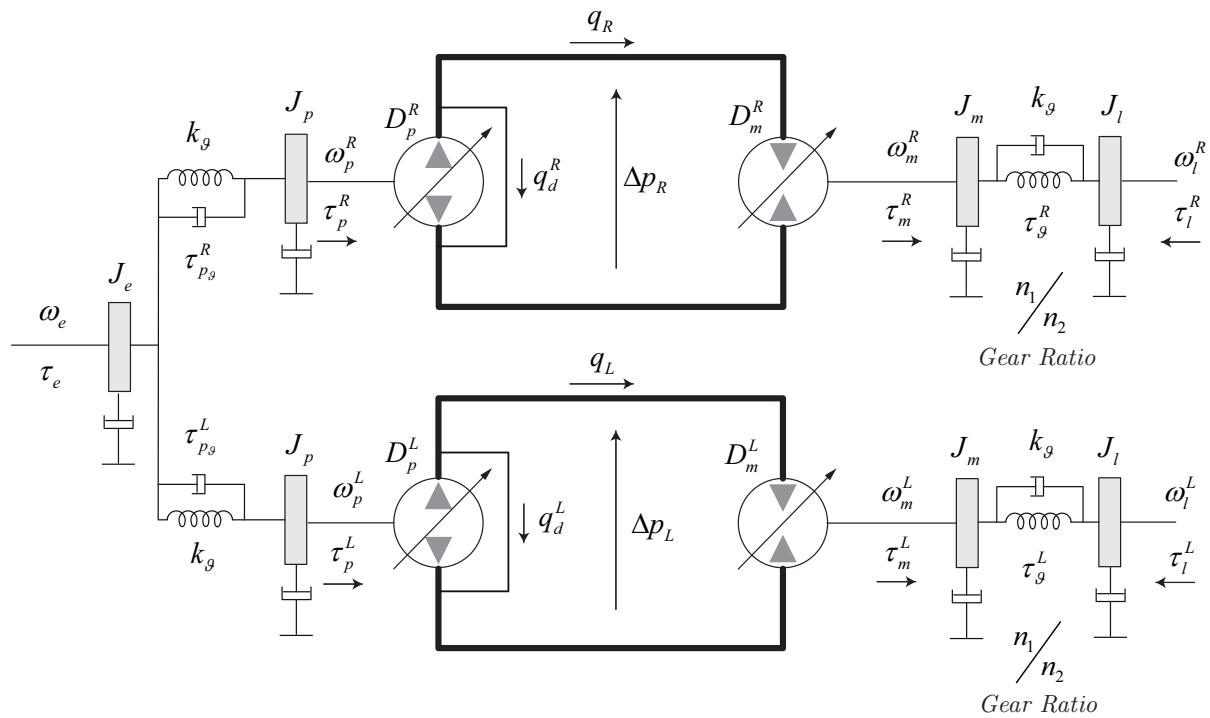 q_R
J_p
D_p^R
D_m^R
J_m
k_ϑ
J_l
k_ϑ
ω_p^R
q_d^R
Δp_R
ω_m^R
ω_l^R
τ_p^R
τ_m^R
τ_ϑ^R
τ_l^R
τ_{p_ϑ}^R
J_e
n_1/n_2
ω_e
Gear Ratio
τ_e
q_L
τ_{p_ϑ}^L
J_p
D_p^L
D_m^L
J_m
k_ϑ
J_l
ω_p^L
q_d^L
Δp_L
ω_m^L
ω_l^L
k_ϑ
τ_p^L
τ_m^L
τ_ϑ^L
τ_l^L
n_1/n_2
Gear Ratio